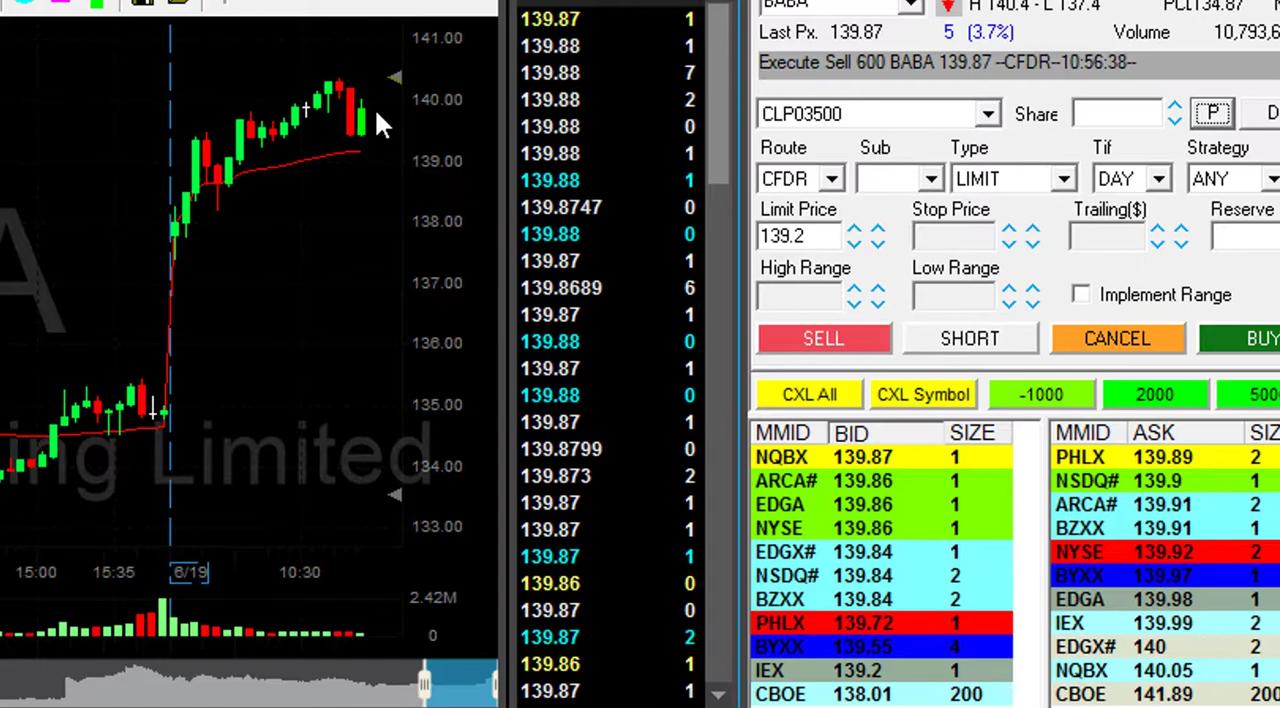 141.00
140.00
139.00
138.00
137.00
136.00
135.00
134.00
133.00
A
ing Limited
15:00 15:35 6/19 10:30
2.42M
0
139.87 1
139.88 1
139.88 7
139.88 2
139.88 0
139.88 1
139.88 1
139.8747 0
139.88 0
139.87 1
139.8689 6
139.87 1
139.88 0
139.87 1
139.88 0
139.87 1
139.8799 0
139.873 2
139.87 1
139.87 1
139.87 1
139.86 0
139.87 0
139.87 2
139.86 1
139.87 1
BABA H 140.4 - L 137.4 PCL134.87
Last Px. 139.87 5 (3.7%) Volume 10,793,6
Execute Sell 600 BABA 139.87 --CFDR--10:56:38--
CLP03500 Share P D
Route Sub Type Tif Strategy
CFDR LIMIT DAY ANY
Limit Price Stop Price Trailing($) Reserve
139.2
High Range Low Range
Implement Range
SELL SHORT CANCEL BUY
CXL All CXL Symbol -1000 2000 500
MMID BID SIZE MMID ASK SIZ
NQBX 139.87 1 PHLX 139.89 2
ARCA# 139.86 1 NSDQ# 139.9 1
EDGA 139.86 1 ARCA# 139.91 2
NYSE 139.86 1 BZXX 139.91 2
EDGX# 139.84 1 NYSE 139.92 2
NSDQ# 139.84 2 BYXX 139.97 1
BZXX 139.84 2 EDGA 139.98 1
PHLX 139.72 1 IEX 139.99 2
BYXX 139.55 4 EDGX# 140 2
IEX 139.2 1 NQBX 140.05 1
CBOE 138.01 200 CBOE 141.89 200